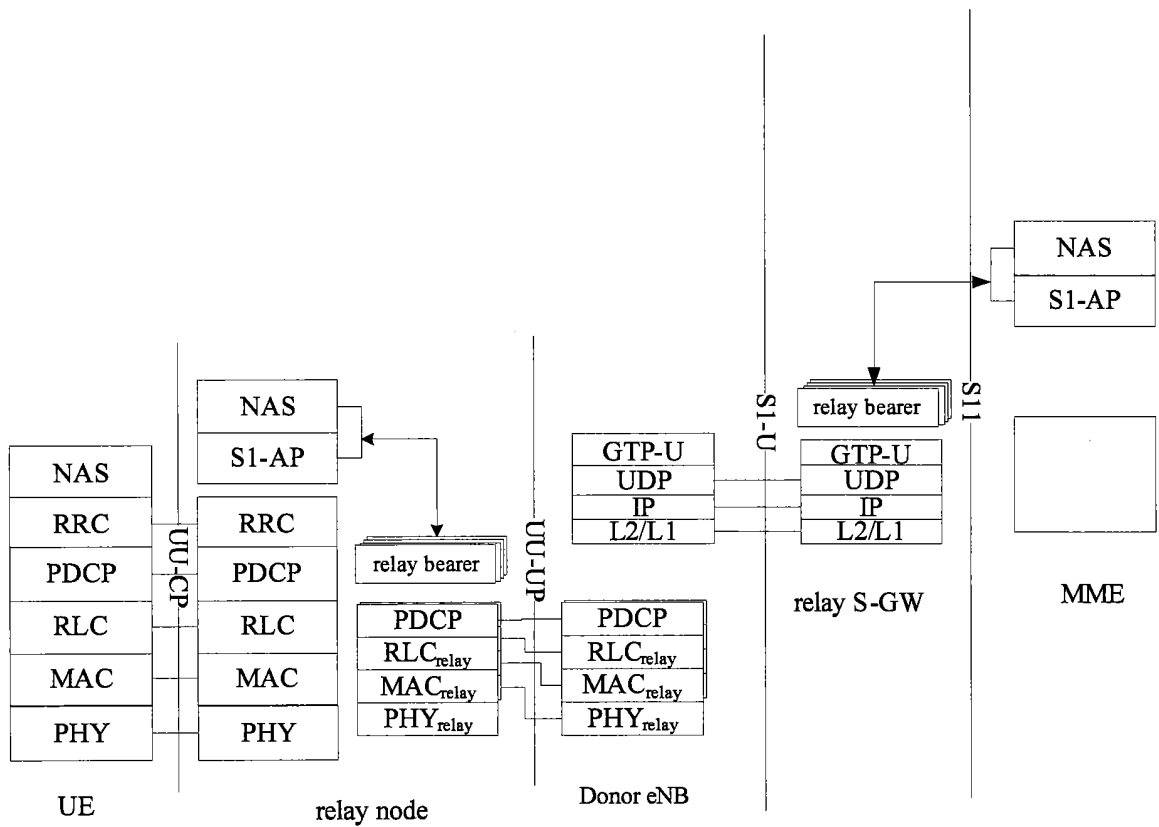 NAS
S1-AP
S11
relay bearer
S1-U
NAS
S1-AP
GTP-U
UDP
IP
L2/L1
GTP-U
UDP
IP
L2/L1
NAS
RRC
PDCP
RLC
MAC
PHY
UU-CP
RRC
PDCP
RLC
MAC
PHY
relay bearer
UU-UP
PDCP
RLCrelay
MACrelay
PHYrelay
PDCP
RLCrelay
MACrelay
PHYrelay
relay S-GW
MME
UE
relay node
Donor eNB